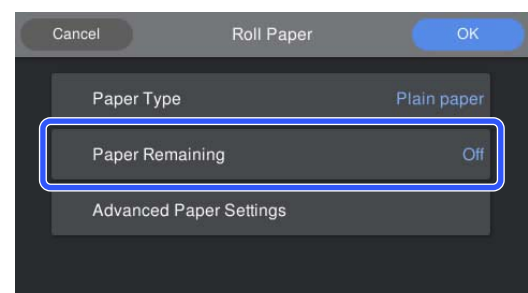 Cancel Roll Paper OK
Paper Type Plain paper
Paper Remaining Off
Advanced Paper Settings